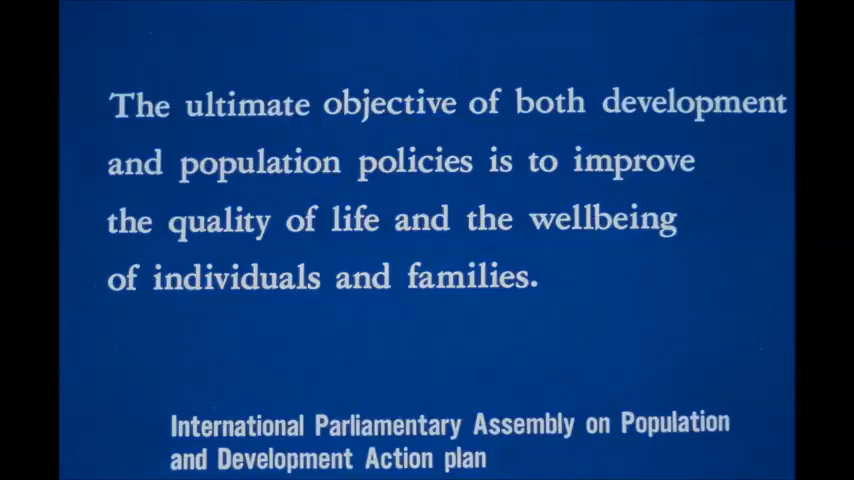 The ultimate objective of both development
and population policies is to improve
the quality of life and the wellbeing
of individuals and families.
International Parliamentary Assembly on Population
and Development Action plan